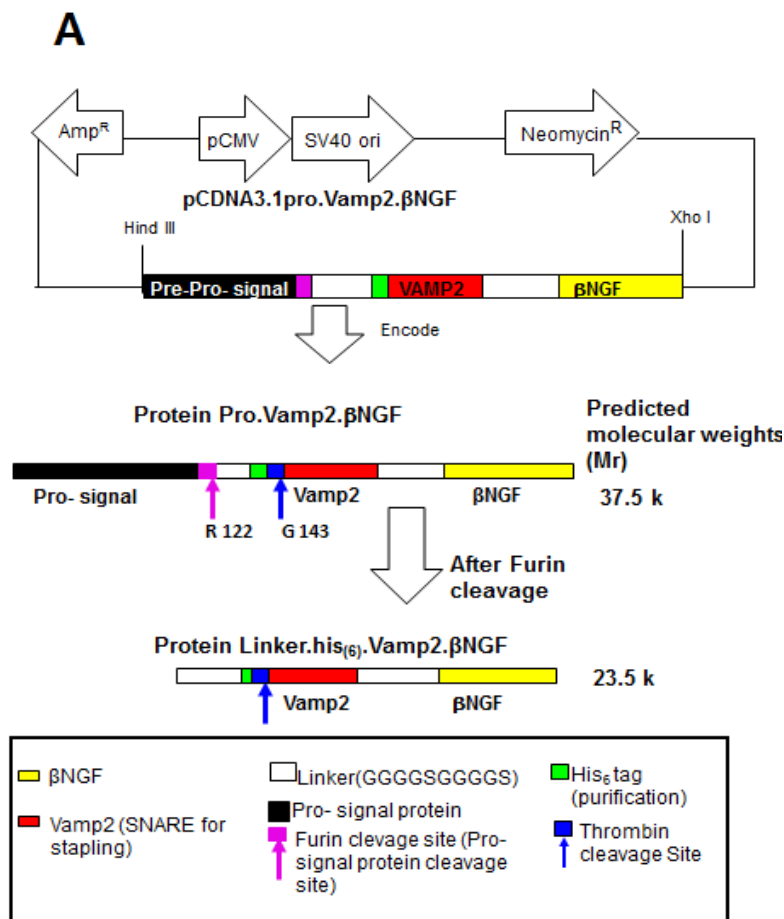 A
Amp^R
pCMV
SV40 ori
Neomycin^R
pCDNA3.1pro.Vamp2.βNGF
Hind III
Xho I
Pre-Pro- signal
VAMP2
βNGF
Encode
Protein Pro.Vamp2.βNGF
Predicted
molecular weights
(Mr)
Pro- signal
Vamp2
βNGF
37.5 k
R 122
G 143
After Furin
cleavage
Protein Linker.his(6).Vamp2.βNGF
23.5 k
Vamp2
βNGF
βNGF
Vamp2 (SNARE for
stapling)
Linker(GGGGSGGGGS)
Pro- signal protein
Furin clevage site (Pro-
signal protein cleavage
site)
His6 tag
(purification)
Thrombin
cleavage Site